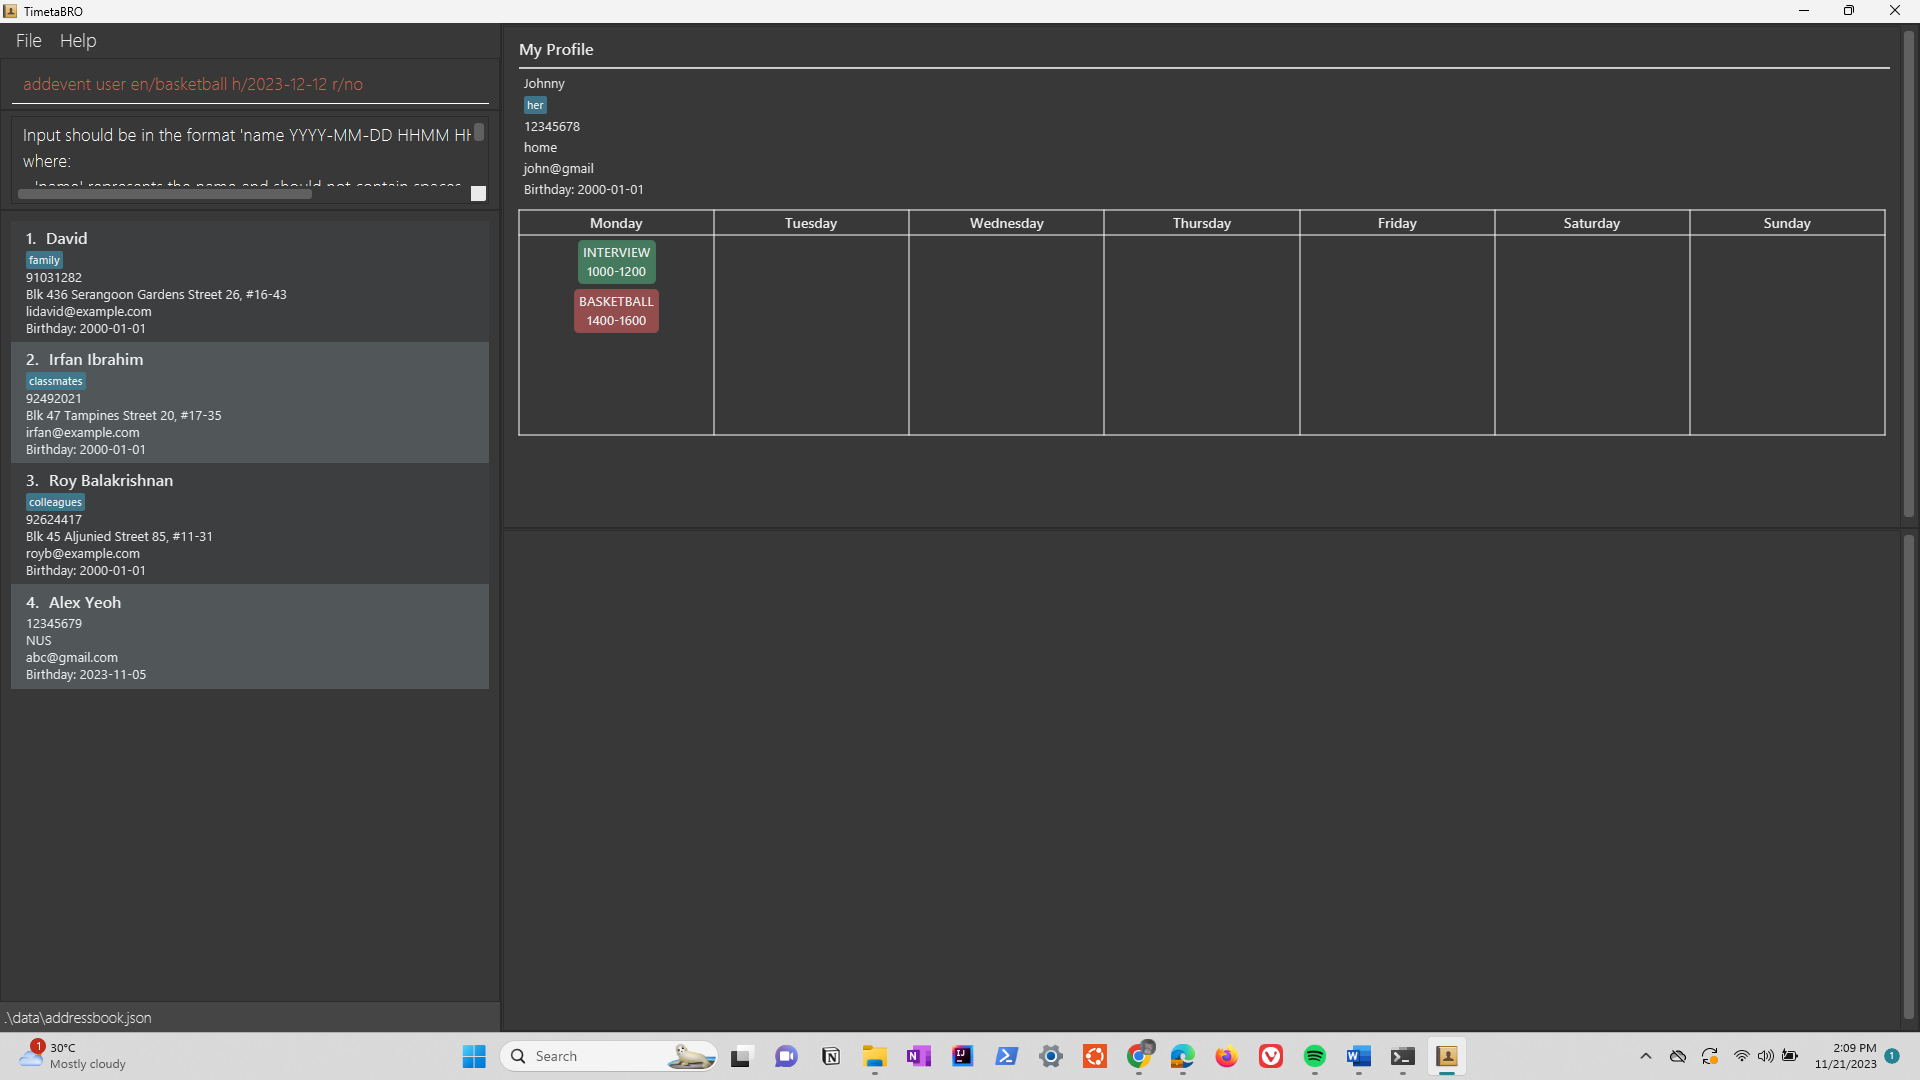 TimetaBRO
File Help
addevent user en/basketball h/2023-12-12 r/no
Input should be in the format 'name YYYY-MM-DD HHMM
where:
1. David
family
91031282
Blk 436 Serangoon Gardens Street 26, #16-43
lidavid@example.com
Birthday: 2000-01-01
2. Irfan Ibrahim
classmates
92492021
Blk 47 Tampines Street 20, #17-35
irfan@example.com
Birthday: 2000-01-01
3. Roy Balakrishnan
colleagues
92624417
Blk 45 Aljunied Street 85, #11-31
royb@example.com
Birthday: 2000-01-01
4. Alex Yeoh
12345679
NUS
abc@gmail.com
Birthday: 2023-11-05
.\data\addressbook.json
My Profile
Johnny
her
12345678
home
john@gmail
Birthday: 2000-01-01
Monday Tuesday Wednesday Thursday Friday Saturday Sunday
INTERVIEW
1000-1200
BASKETBALL
1400-1600
1
30°C
Mostly cloudy
Search
2:09 PM
11/21/2023
1